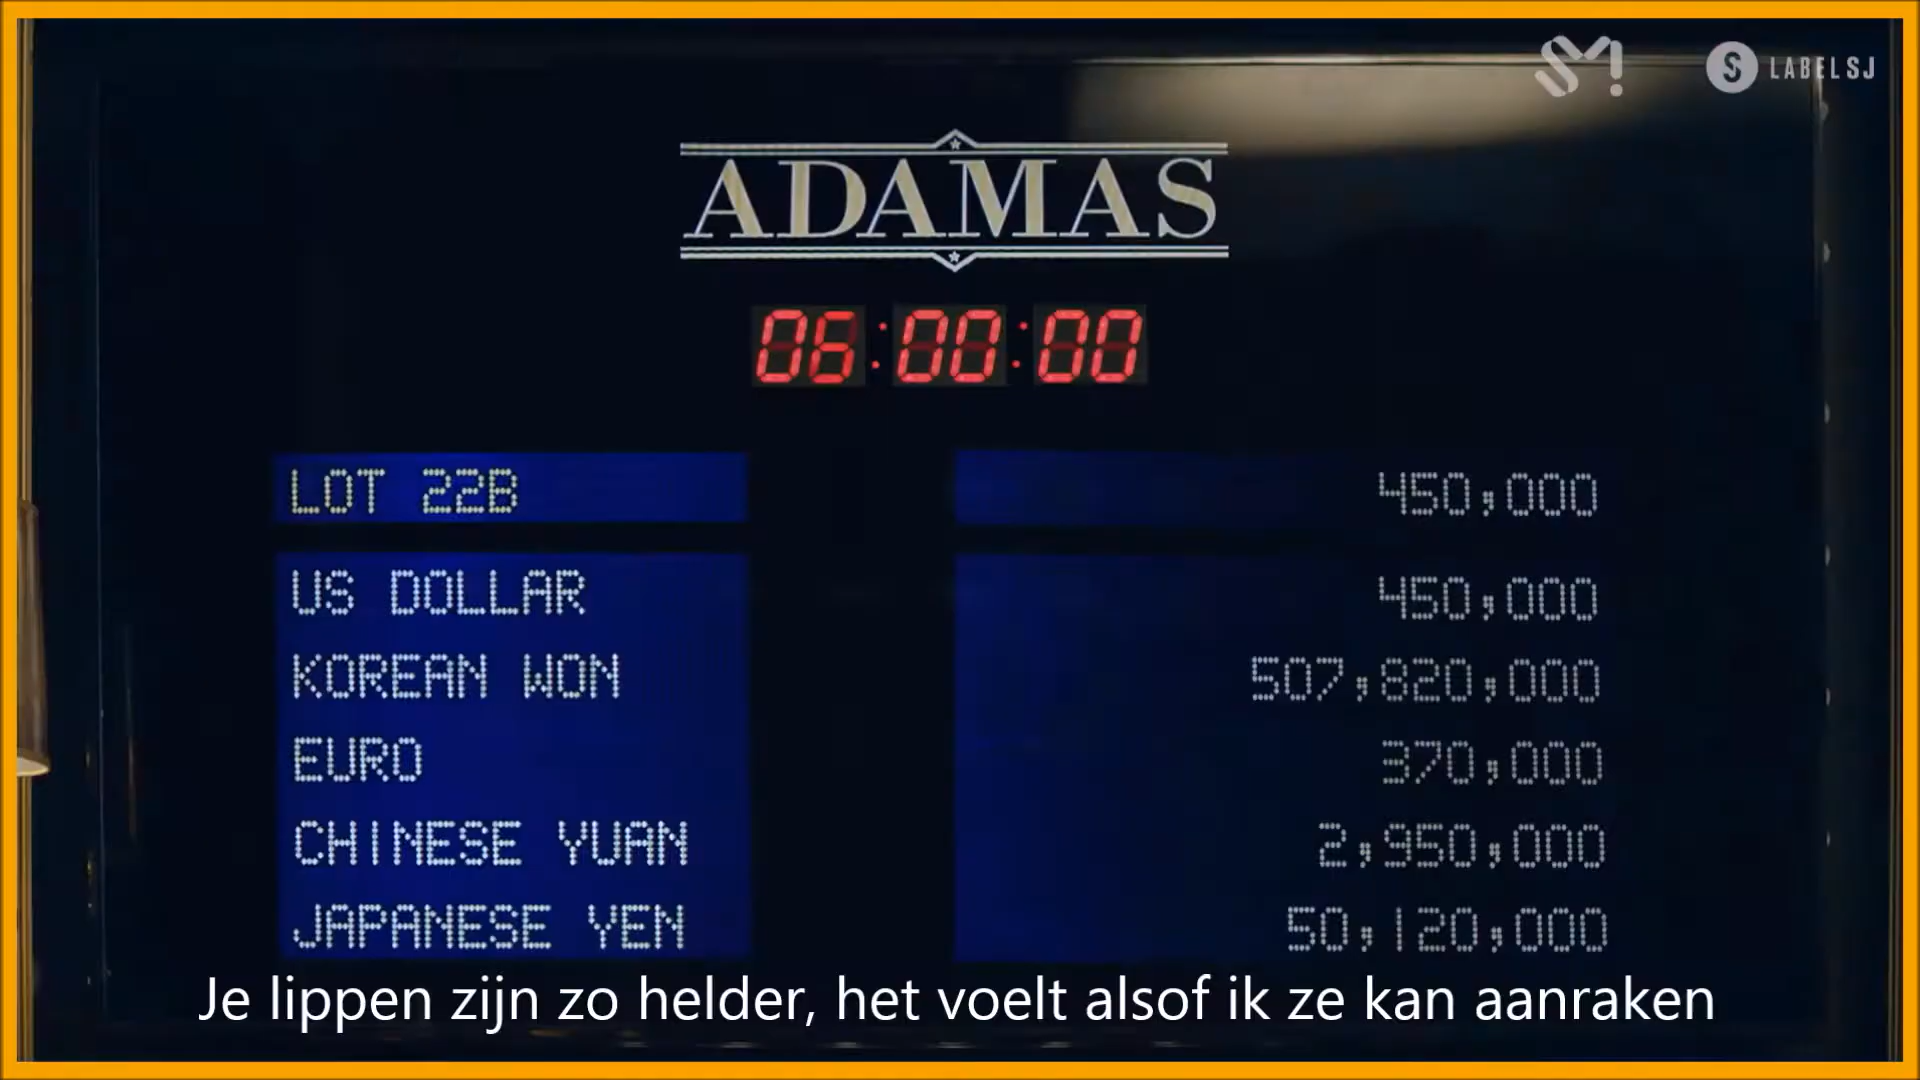 SM!
S LABELSJ
ADAMAS
06:00:00
LOT 22B 450,000
US DOLLAR 450,000
KOREAN WON 507,820,000
EURO 370,000
CHINESE YUAN 2,950,000
JAPANESE YEN 50,120,000
Je lippen zijn zo helder, het voelt alsof ik ze kan aanraken